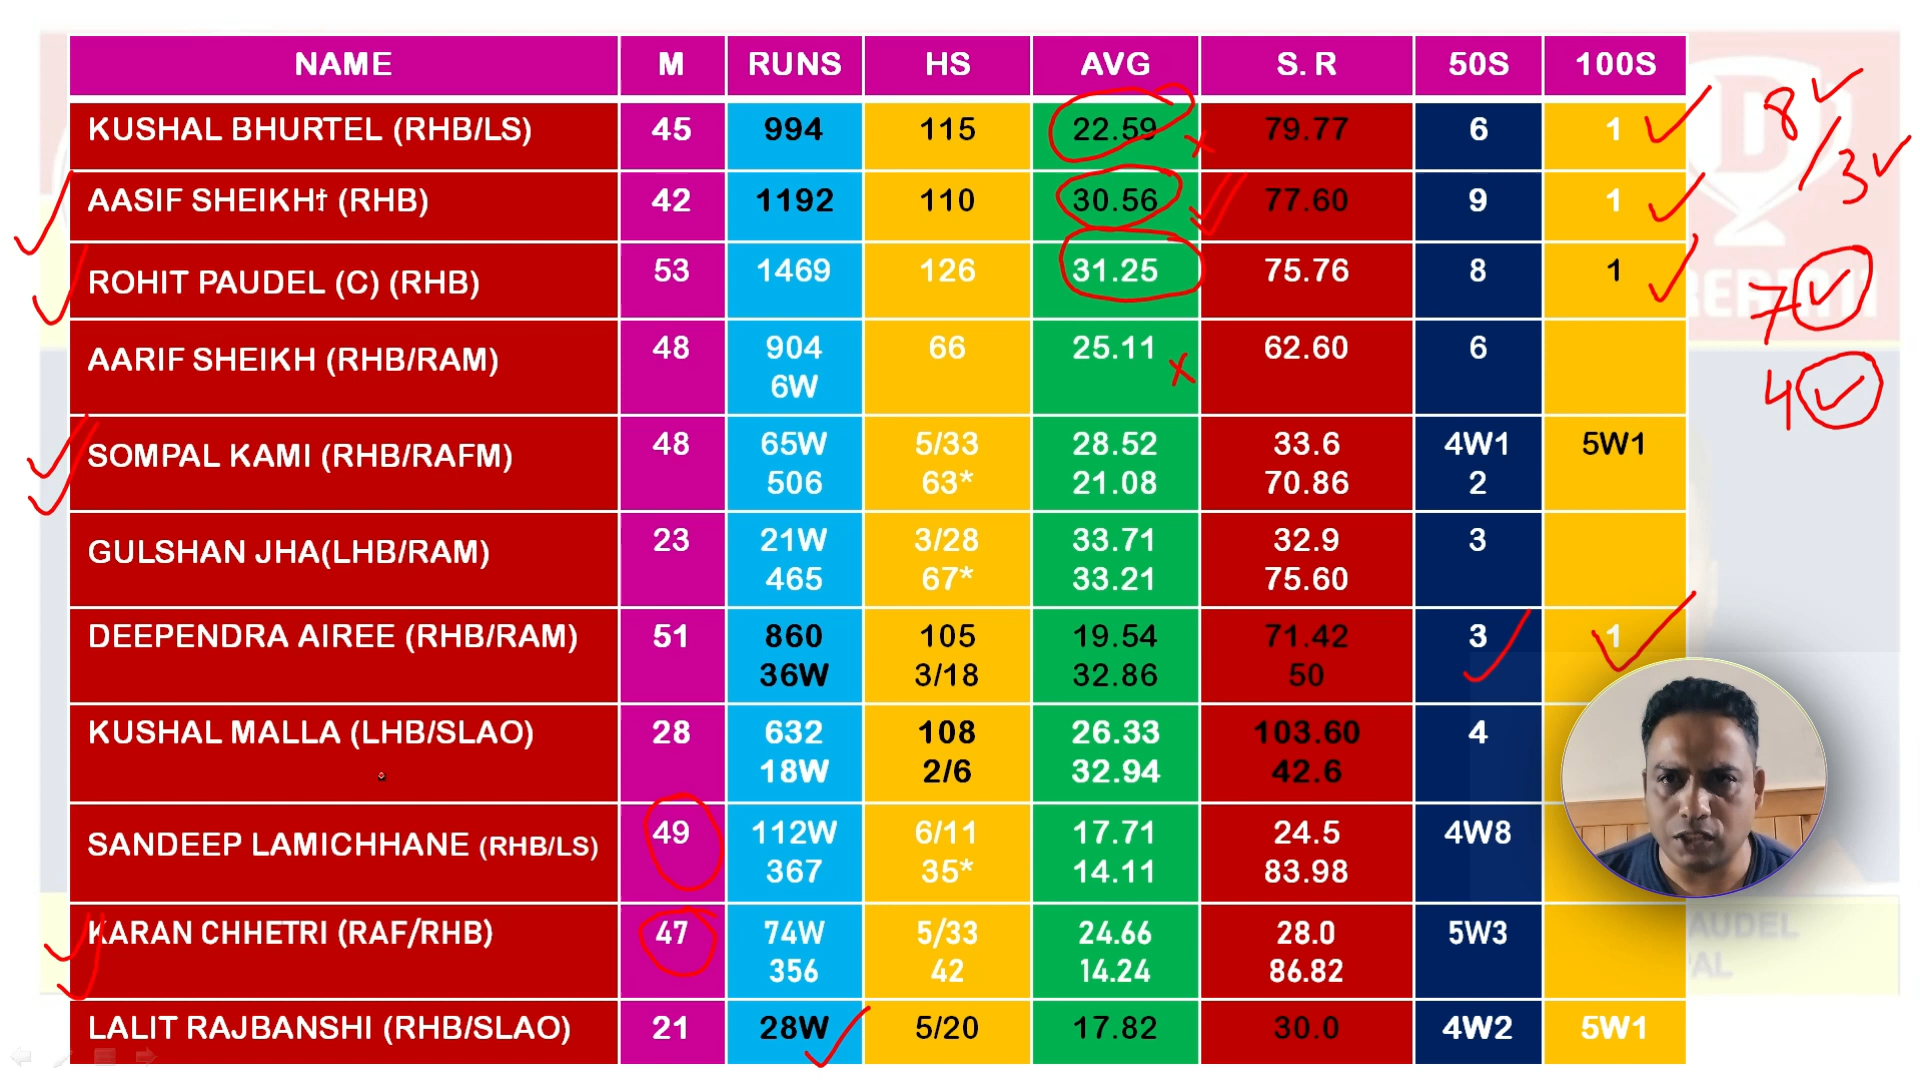 NAME M RUNS HS AVG S. R 50S 100S
KUSHAL BHURTEL (RHB/LS) 45 994 115 22.59 79.77 6 1
AASIF SHEIKH† (RHB) 42 1192 110 30.56 77.60 9 1
ROHIT PAUDEL (C) (RHB) 53 1469 126 31.25 75.76 8 1
AARIF SHEIKH (RHB/RAM) 48 904 66 25.11 62.60 6
6W
SOMPAL KAMI (RHB/RAFM) 48 65W 5/33 28.52 33.6 4W1 5W1
506 63* 21.08 70.86 2
GULSHAN JHA(LHB/RAM) 23 21W 3/28 33.71 32.9 3
465 67* 33.21 75.60
DEEPENDRA AIREE (RHB/RAM) 51 860 105 19.54 71.42 3 1
36W 3/18 32.86 50
KUSHAL MALLA (LHB/SLAO) 28 632 108 26.33 103.60 4
18W 2/6 32.94 42.6
SANDEEP LAMICHHANE (RHB/LS) 49 112W 6/11 17.71 24.5 4W8
367 35* 14.11 83.98
KARAN CHHETRI (RAF/RHB) 47 74W 5/33 24.66 28.0 5W3
356 42 14.24 86.82
LALIT RAJBANSHI (RHB/SLAO) 21 28W 5/20 17.82 30.0 4W2 5W1
8/3
7
4
D
AUDEL